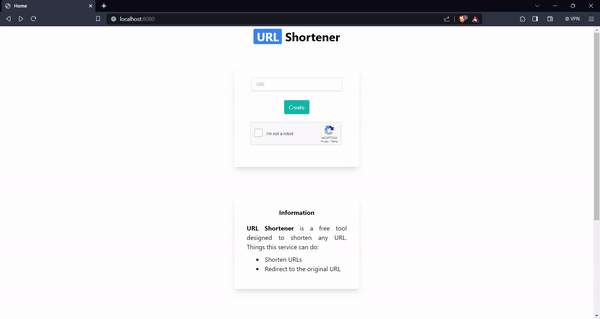 Home
localhost:8080
VPN
URL Shortener
URL
Create
I'm not a robot
reCAPTCHA
Privacy - Terms
Information
URL Shortener is a free tool
designed to shorten any URL.
Things this service can do:
• Shorten URLs
• Redirect to the original URL